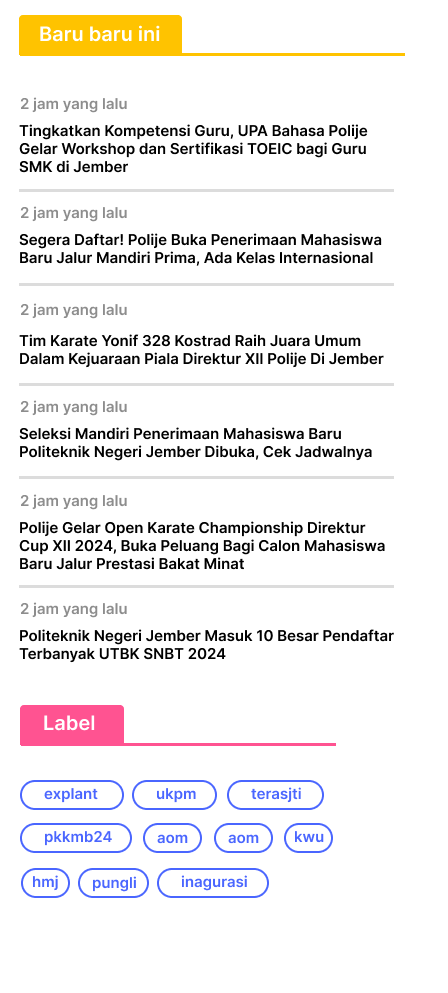 Baru baru ini
2 jam yang lalu
Tingkatkan Kompetensi Guru, UPA Bahasa Polije
Gelar Workshop dan Sertifikasi TOEIC bagi Guru
SMK di Jember
2 jam yang lalu
Segera Daftar! Polije Buka Penerimaan Mahasiswa
Baru Jalur Mandiri Prima, Ada Kelas Internasional
2 jam yang lalu
Tim Karate Yonif 328 Kostrad Raih Juara Umum
Dalam Kejuaraan Piala Direktur XII Polije Di Jember
2 jam yang lalu
Seleksi Mandiri Penerimaan Mahasiswa Baru
Politeknik Negeri Jember Dibuka, Cek Jadwalnya
2 jam yang lalu
Polije Gelar Open Karate Championship Direktur
Cup XII 2024, Buka Peluang Bagi Calon Mahasiswa
Baru Jalur Prestasi Bakat Minat
2 jam yang lalu
Politeknik Negeri Jember Masuk 10 Besar Pendaftar
Terbanyak UTBK SNBT 2024
Label
explant ukpm terasjti
pkkmb24 aom aom kwu
hmj pungli inagurasi